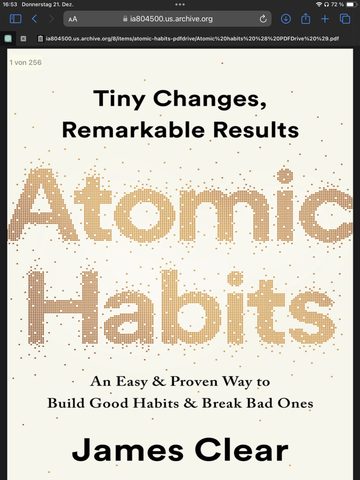 16:53 Donnerstag 21. Dez. 72 %
AA ia804500.us.archive.org
ia804500.us.archive.org/8/items/atomic-habits-pdfdrive/Atomic%20habits%20%28%20PDFDrive%20%29.pdf
1 von 256
Tiny Changes,
Remarkable Results
Atomic
Habits
An Easy & Proven Way to
Build Good Habits & Break Bad Ones
James Clear